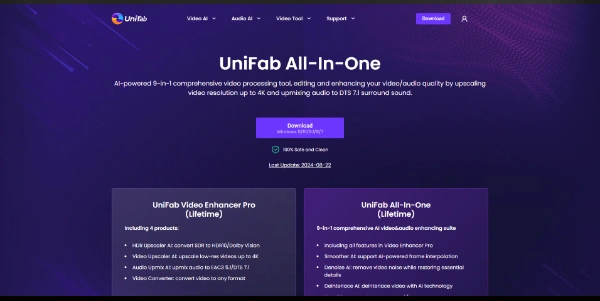 UniFab
Video AI
Audio AI
Video Tool
Support
Download
UniFab All-In-One
AI-powered 9-in-1 comprehensive video processing tool, editing and enhancing your video/audio quality by upscaling
video resolution up to 4K and upmixing audio to DTS 7.1 surround sound.
Download
100% Safe and Clean
Last Update: 2024-08-22
UniFab Video Enhancer Pro
(Lifetime)
Including 4 products:
• HDR Upscaler AI: convert SDR to HDR10/Dolby Vision
• Video Upscaler AI: upscale low-res videos up to 4K
• Audio Upmix AI: upmix audio to EAC3 5.1/DTS 7.1
• Video Converter: convert video to any format
UniFab All-In-One
(Lifetime)
9-in-1 comprehensive AI video&audio enhancing suite
• Including all features in Video Enhancer Pro
• Smoother AI: support AI-powered frame interpolation
• Denoise AI: remove video noise while restoring essential
details
• Deinterlace AI: deinterlace video with AI technology